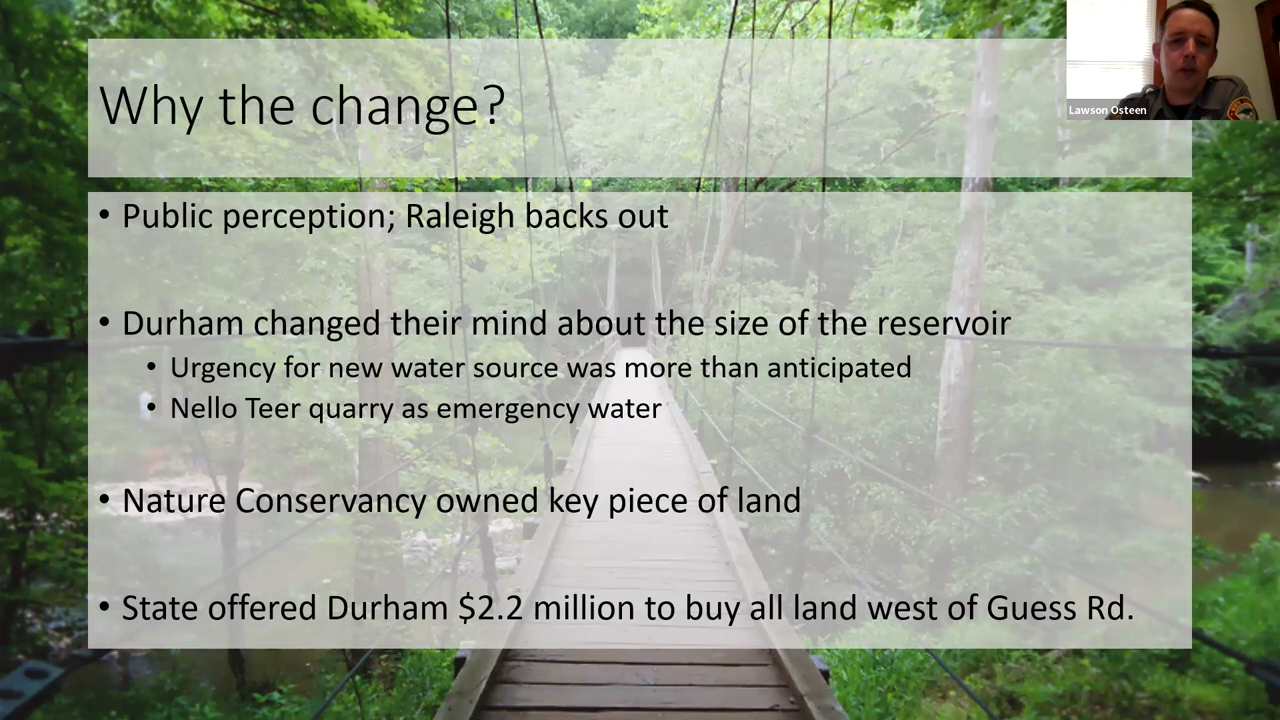 Why the change?
Lawson Osteen
• Public perception; Raleigh backs out
• Durham changed their mind about the size of the reservoir
• Urgency for new water source was more than anticipated
• Nello Teer quarry as emergency water
• Nature Conservancy owned key piece of land
• State offered Durham $2.2 million to buy all land west of Guess Rd.